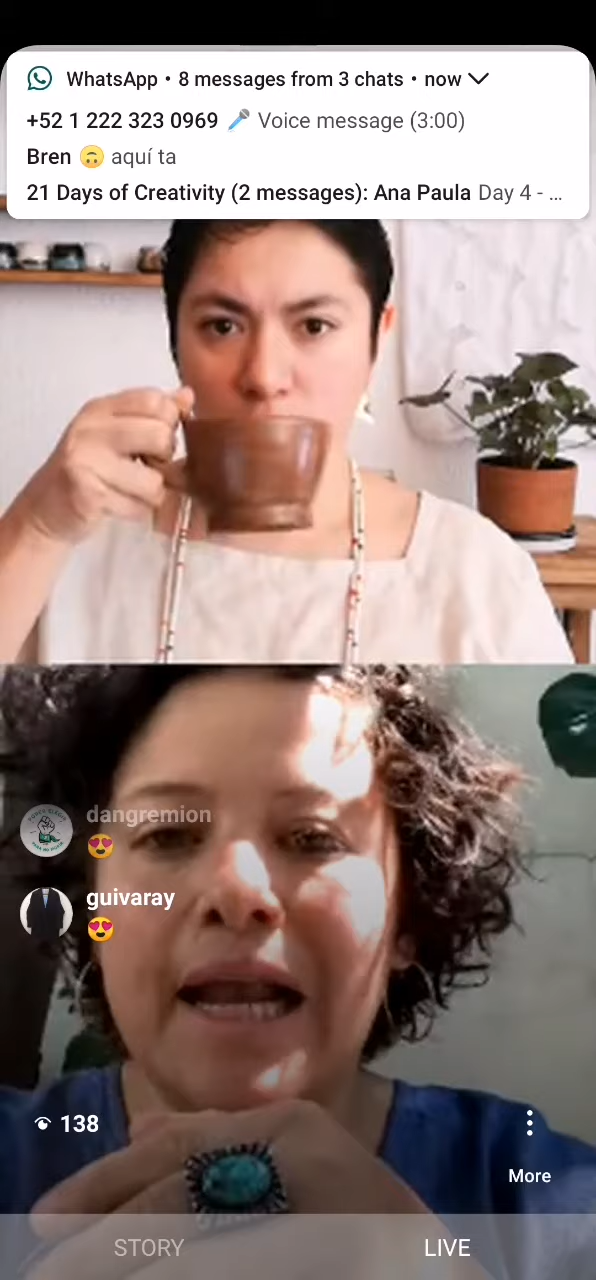 WhatsApp • 8 messages from 3 chats • now
+52 1 222 323 0969 🎤 Voice message (3:00)
Bren 🙃 aquí ta
21 Days of Creativity (2 messages): Ana Paula Day 4 - ...
dangremion
😍
guivaray
😍
138
More
STORY LIVE